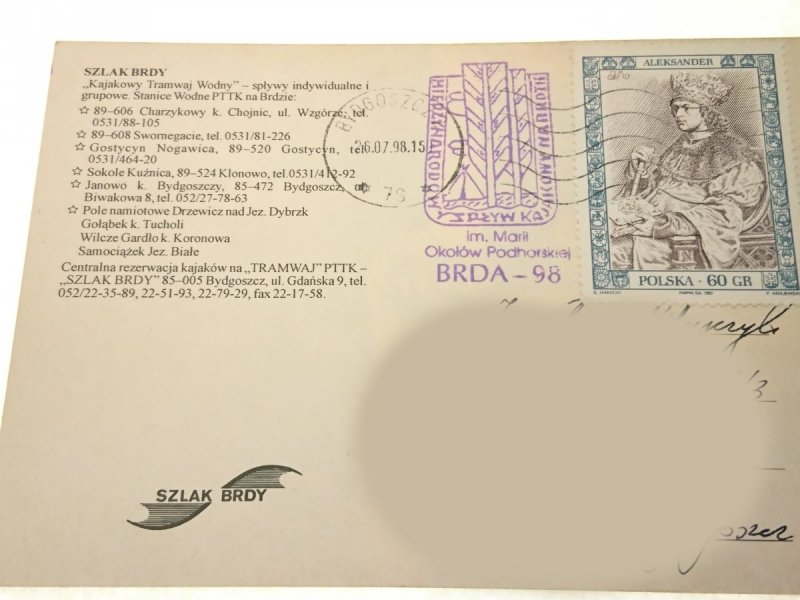 SZLAK BRDY
„Kajakowy Tramwaj Wodny” – spływy indywidualne i
grupowe. Stanice Wodne PTTK na Brdzie:
☆ 89–606 Charzykowy k. Chojnic, ul. Wzgórze, tel.
0531/88-105
☆ 89–608 Swornegacie, tel. 0531/81-226
☆ Gostycyn Nogawica, 89–520 Gostycyn, tel.
0531/464-20
☆ Sokole Kuźnica, 89–524 Klonowo, tel.0531/412-92
☆ Janowo k. Bydgoszczy, 85–472 Bydgoszcz, ul.
Biwakowa 8, tel. 052/27-78-63
☆ Pole namiotowe Drzewicz nad Jez. Dybrzk
Gołąbek k. Tucholi
Wilcze Gardło k. Koronowa
Samociążek Jez. Białe
Centralna rezerwacja kajaków na „TRAMWAJ” PTTK –
„SZLAK BRDY” 85–005 Bydgoszcz, ul. Gdańska 9, tel.
052/22-35-89, 22-51-93, 22-79-29, fax 22-17-58.
BYDGOSZCZ
26.07.98.15
MIĘDZYNARODOWY SPŁYW KAJAKOWY
im. Marii
Okołów Podhorskiej
BRDA – 98
ALEKSANDER
POLSKA · 60 GR
SZLAK BRDY